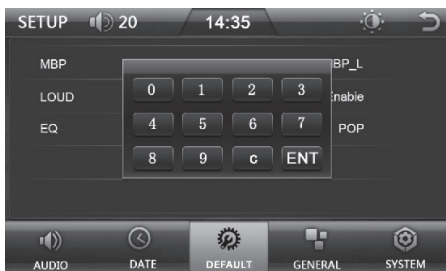 SETUP 20 14:35
MBP BP_L
0 1 2 3
LOUD nabie
4 5 6 7
EQ POP
8 9 c ENT
AUDIO DATE DEFAULT GENERAL SYSTEM